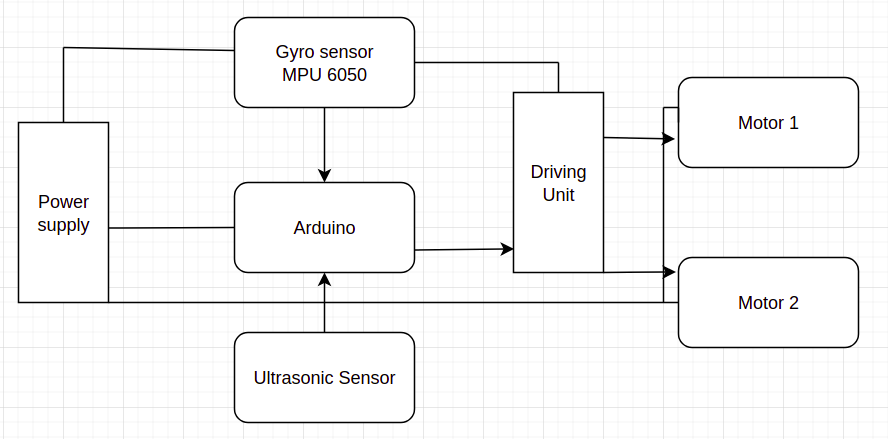 Gyro sensor
MPU 6050
Motor 1
Driving
Unit
Power
supply
Arduino
Motor 2
Ultrasonic Sensor